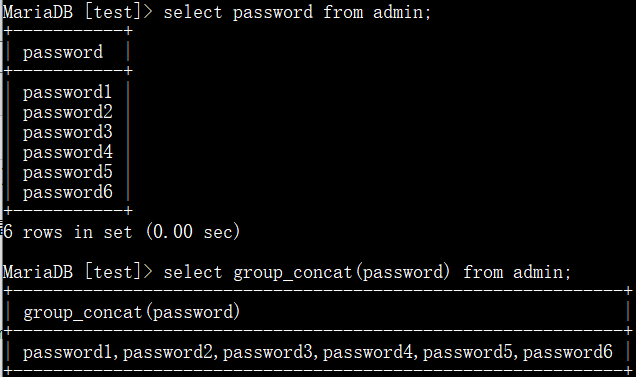 MariaDB [test]> select password from admin;
+-----------+
| password  |
+-----------+
| password1 |
| password2 |
| password3 |
| password4 |
| password5 |
| password6 |
+-----------+
6 rows in set (0.00 sec)
MariaDB [test]> select group_concat(password) from admin;
+-------------------------------------------------------------+
| group_concat(password)                                      |
+-------------------------------------------------------------+
| password1,password2,password3,password4,password5,password6 |
+-------------------------------------------------------------+